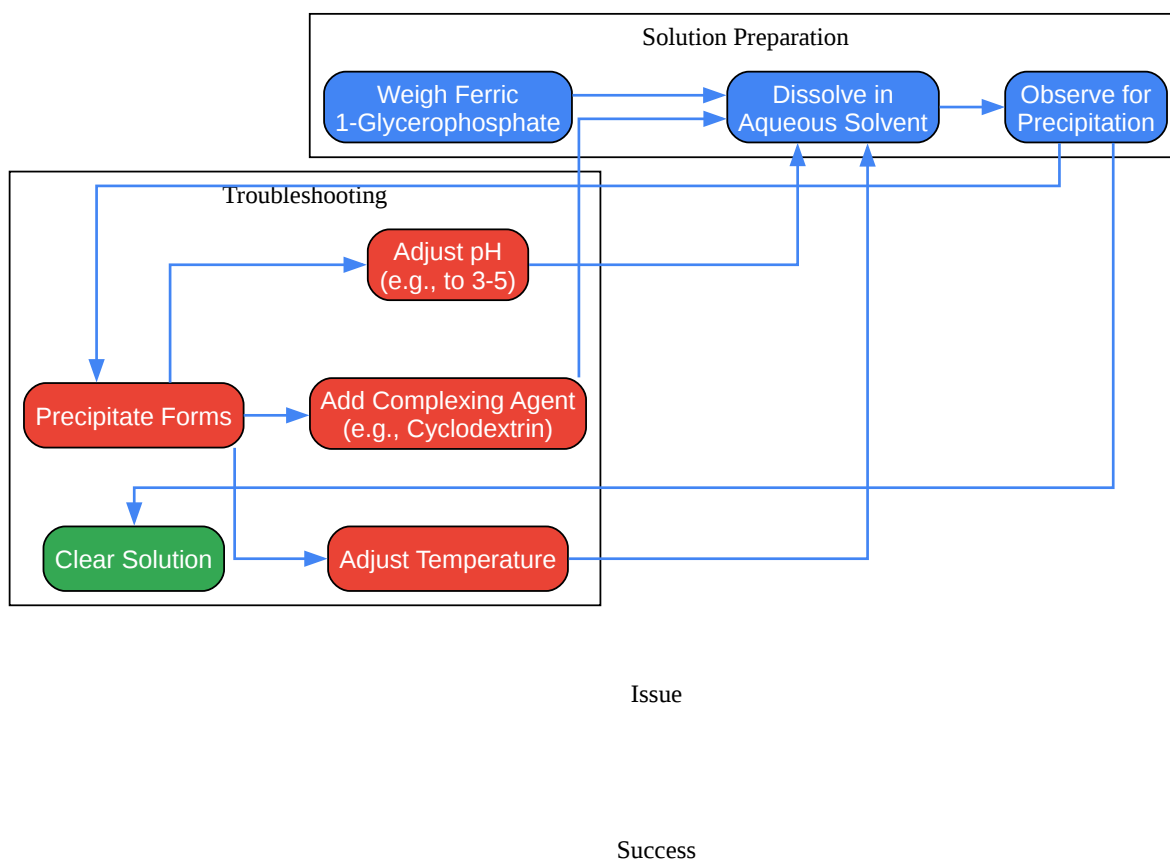 Solution Preparation
Weigh Ferric
1-Glycerophosphate
Dissolve in
Aqueous Solvent
Observe for
Precipitation
Troubleshooting
Adjust pH
(e.g., to 3-5)
Precipitate Forms
Add Complexing Agent
(e.g., Cyclodextrin)
Clear Solution
Adjust Temperature
Issue
Success